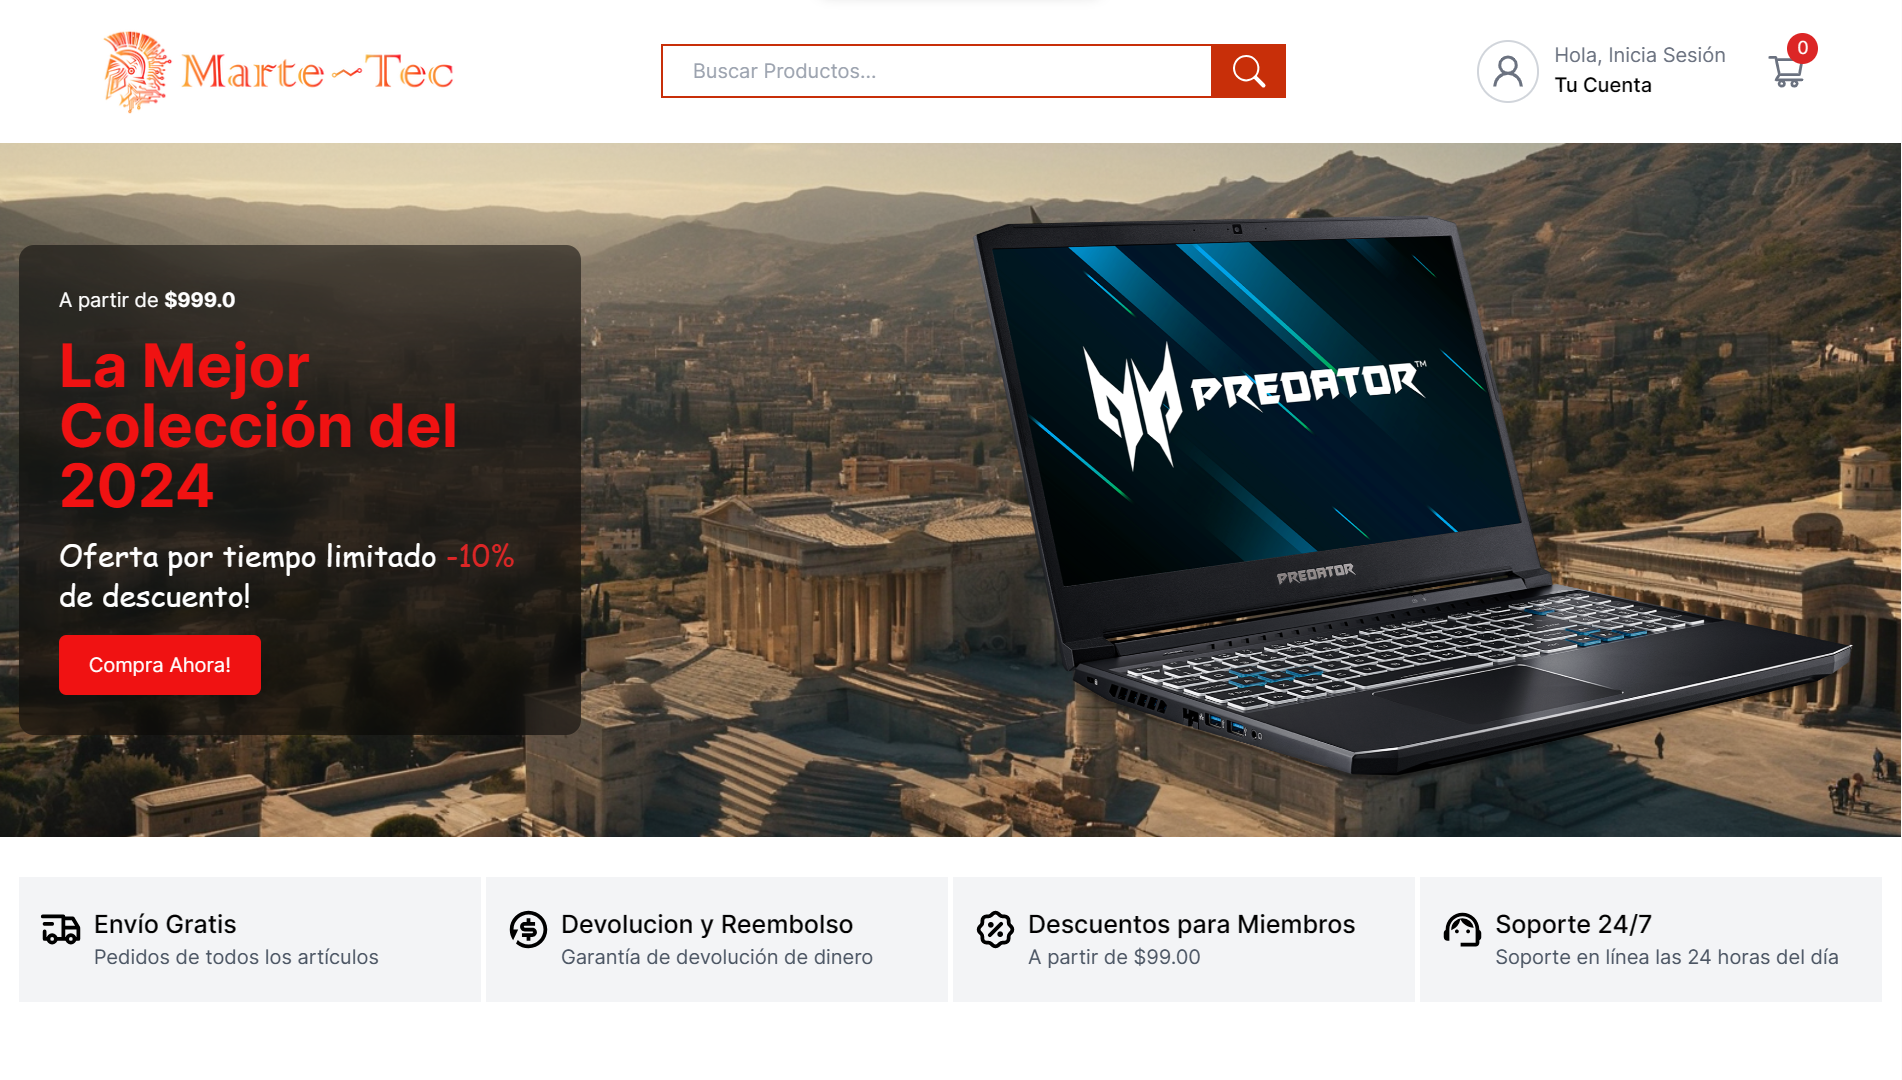 Marte-Tec
Buscar Productos...
Hola, Inicia Sesión
Tu Cuenta
0
A partir de $999.0
La Mejor
Colección del
2024
Oferta por tiempo limitado -10%
de descuento!
Compra Ahora!
PREDATOR™
PREDATOR
Envío Gratis
Pedidos de todos los artículos
Devolucion y Reembolso
Garantía de devolución de dinero
Descuentos para Miembros
A partir de $99.00
Soporte 24/7
Soporte en línea las 24 horas del día